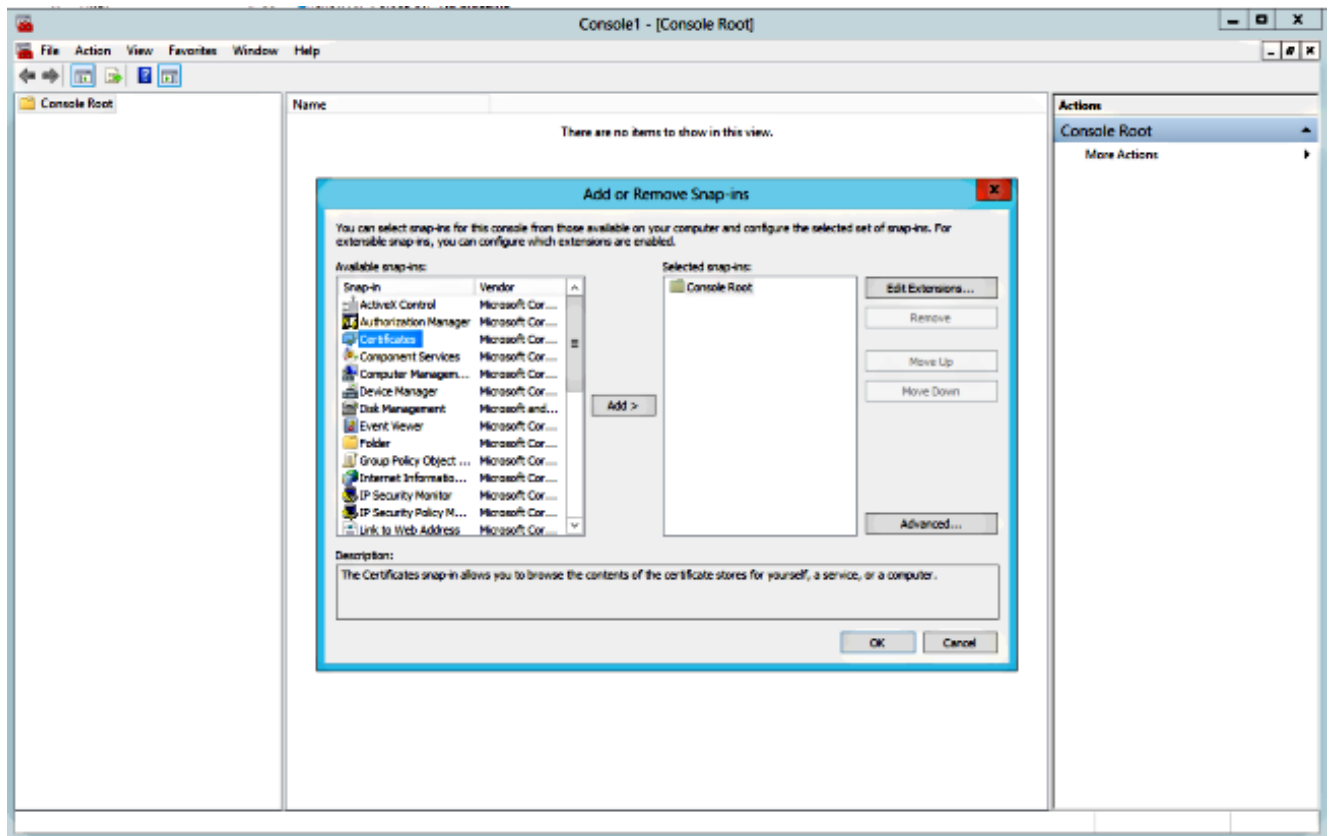 Console1 - [Console Root]
File Action View Favorites Window Help
Console Root
Name
There are no items to show in this view.
Actions
Console Root
More Actions
Add or Remove Snap-ins
You can select snap-ins for this console from those available on your computer and configure the selected set of snap-ins. For
extensible snap-ins, you can configure which extensions are enabled.
Available snap-ins:
Snap-in Vendor
ActiveX Control Microsoft Cor...
Authorization Manager Microsoft Cor...
Certificates Microsoft Cor...
Component Services Microsoft Cor...
Computer Managem... Microsoft Cor...
Device Manager Microsoft Cor...
Disk Management Microsoft and...
Event Viewer Microsoft Cor...
Folder Microsoft Cor...
Group Policy Object ... Microsoft Cor...
Internet Informatio... Microsoft Cor...
IP Security Monitor Microsoft Cor...
IP Security Policy M... Microsoft Cor...
Link to Web Address Microsoft Cor...
Add >
Selected snap-ins:
Console Root
Edit Extensions...
Remove
Move Up
Move Down
Advanced...
Description:
The Certificates snap-in allows you to browse the contents of the certificate stores for yourself, a service, or a computer.
OK Cancel